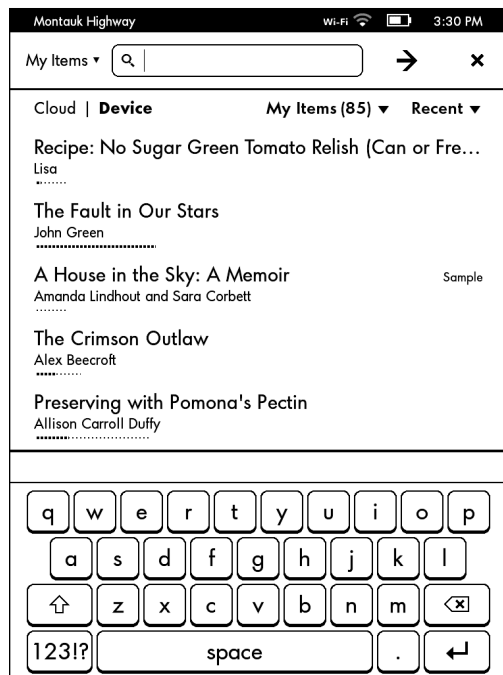 Montauk Highway Wi-Fi 3:30 PM
My Items ▾
Cloud | Device My Items (85) ▾ Recent ▾
Recipe: No Sugar Green Tomato Relish (Can or Fre...
Lisa
The Fault in Our Stars
John Green
A House in the Sky: A Memoir Sample
Amanda Lindhout and Sara Corbett
The Crimson Outlaw
Alex Beecroft
Preserving with Pomona's Pectin
Allison Carroll Duffy
q w e r t y u i o p
a s d f g h j k l
z x c v b n m
123!? space .